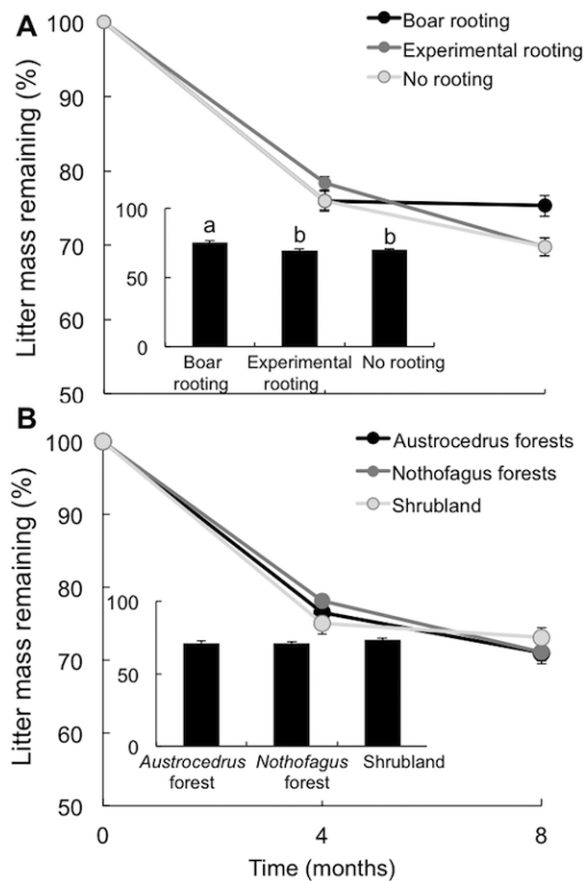 A
Boar rooting
Experimental rooting
No rooting
Litter mass remaining (%)
100
90
80
70
60
50
100
50
0
a
b
b
Boar rooting
Experimental rooting
No rooting
B
Austrocedrus forests
Nothofagus forests
Shrubland
Litter mass remaining (%)
100
90
80
70
60
50
100
50
0
Austrocedrus forest
Nothofagus forest
Shrubland
0
4
8
Time (months)